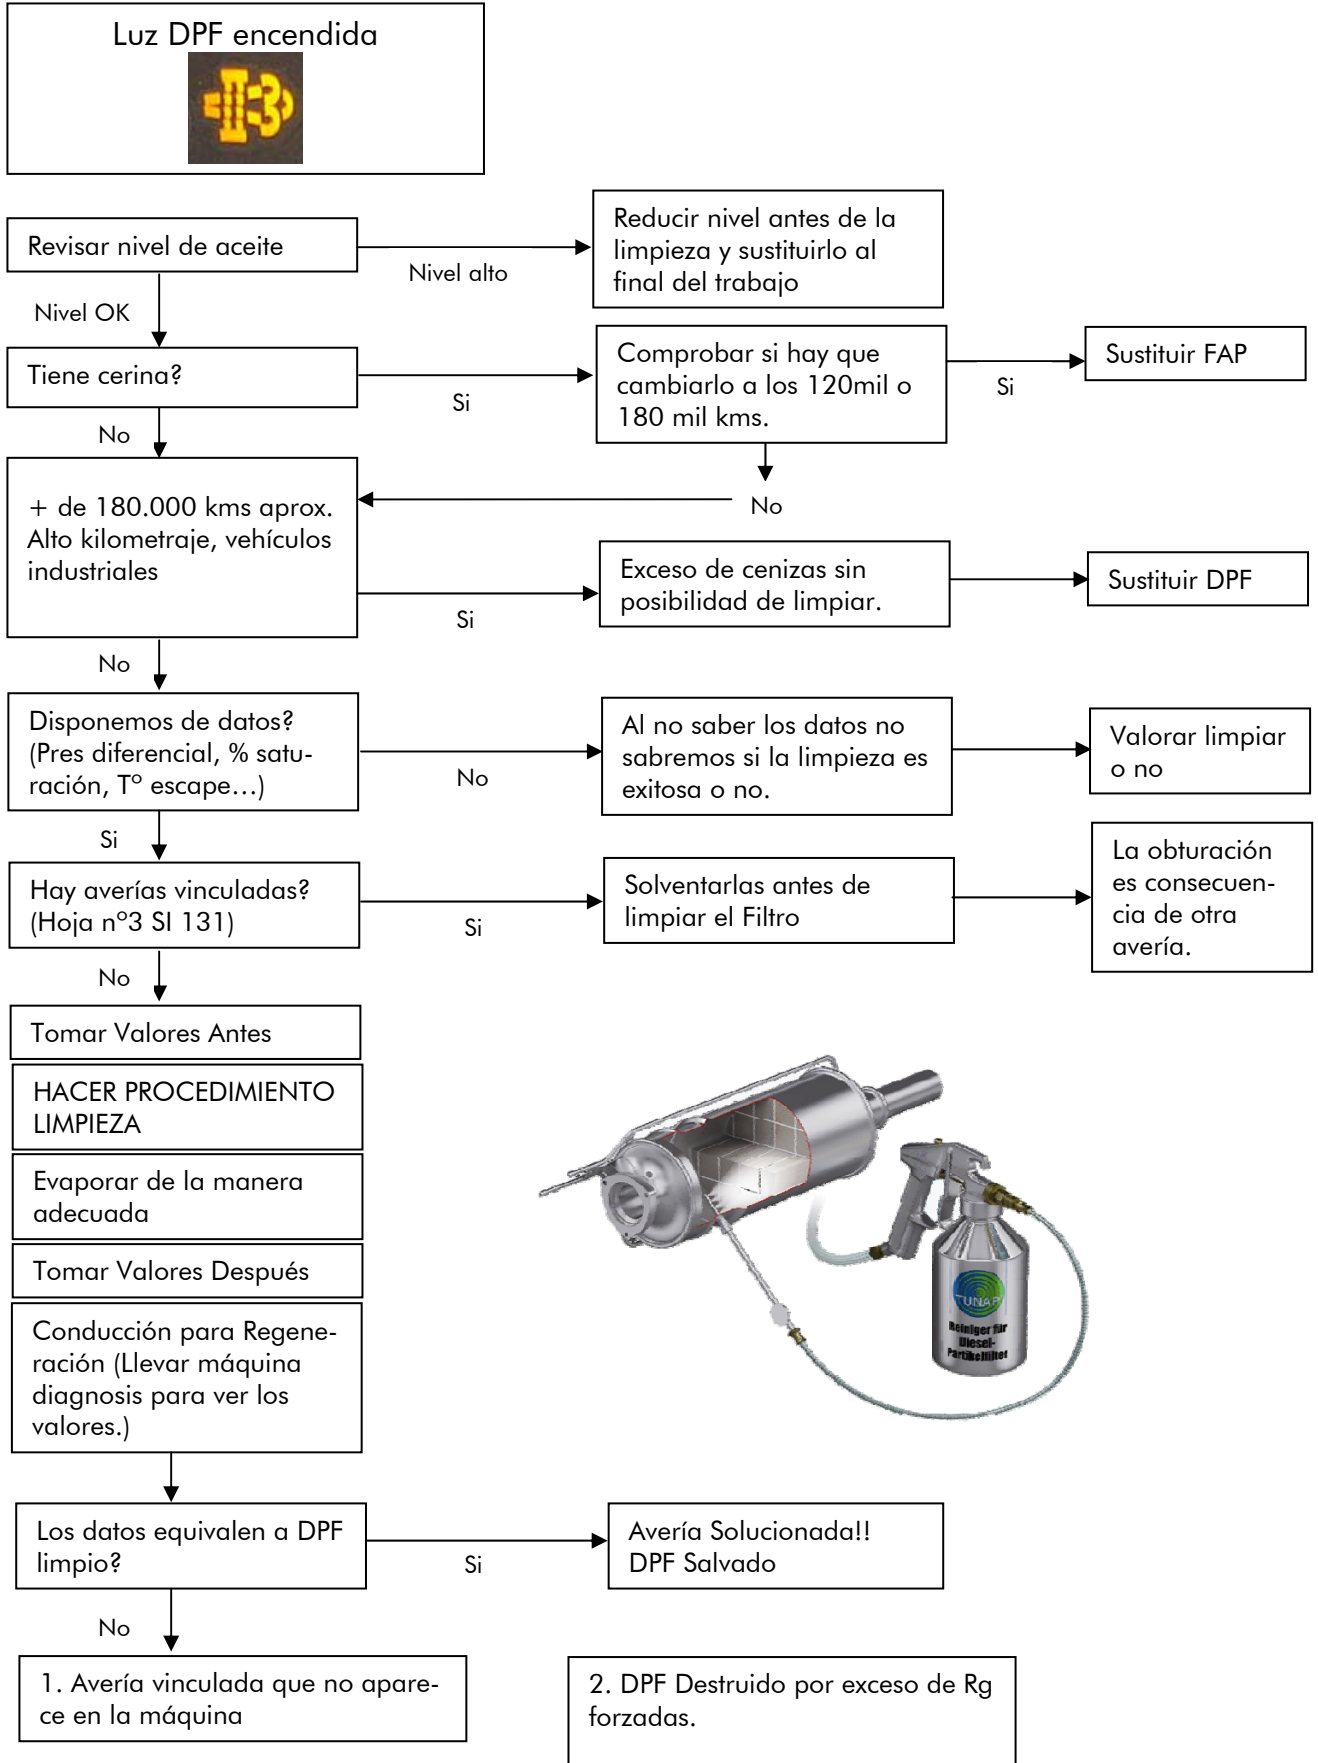 Luz DPF encendida
Revisar nivel de aceite
Nivel alto
Reducir nivel antes de la
limpieza y sustituirlo al
final del trabajo
Nivel OK
Tiene cerina?
Si
Comprobar si hay que
cambiarlo a los 120mil o
180 mil kms.
Si
Sustituir FAP
No
No
+ de 180.000 kms aprox.
Alto kilometraje, vehículos
industriales
Si
Exceso de cenizas sin
posibilidad de limpiar.
Sustituir DPF
No
Disponemos de datos?
(Pres diferencial, % satu-
ración, Tº escape...)
No
Al no saber los datos no
sabremos si la limpieza es
exitosa o no.
Valorar limpiar
o no
Si
Hay averías vinculadas?
(Hoja nº3 SI 131)
Si
Solventarlas antes de
limpiar el Filtro
La obturación
es consecuen-
cia de otra
avería.
No
Tomar Valores Antes
HACER PROCEDIMIENTO
LIMPIEZA
Evaporar de la manera
adecuada
Tomar Valores Después
Conducción para Regene-
ración (Llevar máquina
diagnosis para ver los
valores.)
TUNAP
Reiniger für
Diesel-
Partikelfilter
Los datos equivalen a DPF
limpio?
Si
Avería Solucionada!!
DPF Salvado
No
1. Avería vinculada que no apare-
ce en la máquina
2. DPF Destruido por exceso de Rg
forzadas.